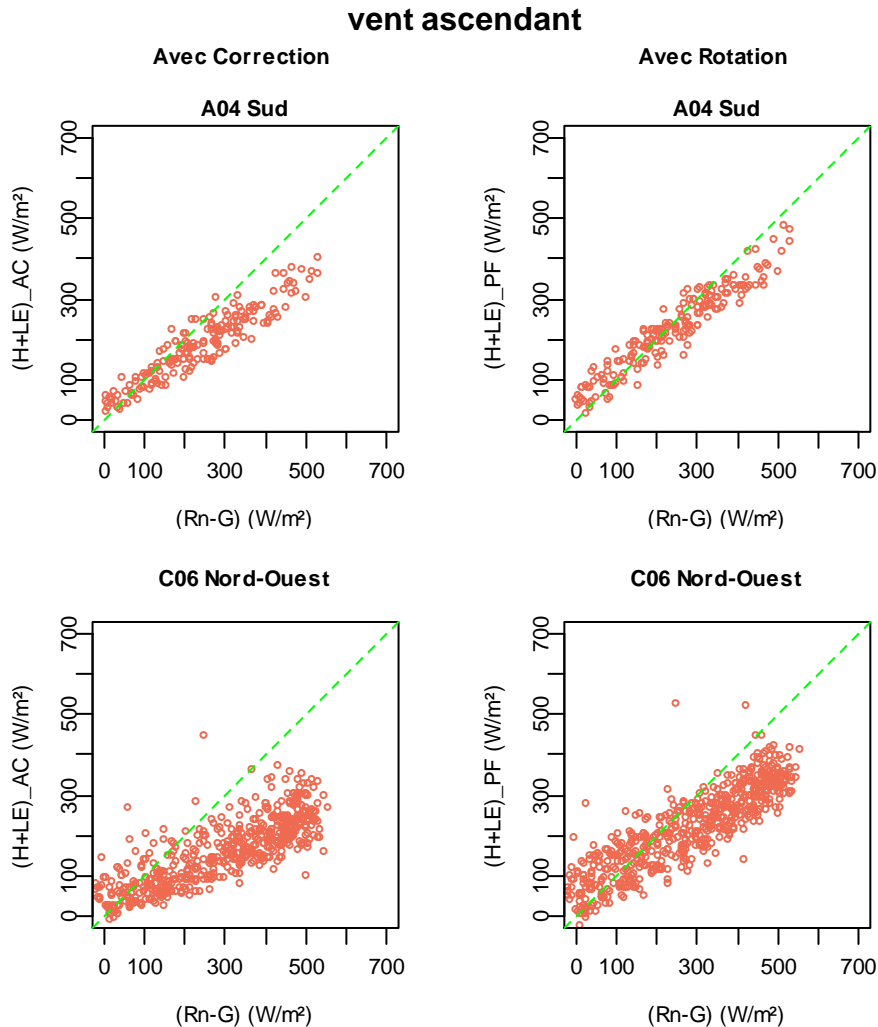 vent ascendant
Avec Correction
Avec Rotation
A04 Sud
A04 Sud
(H+LE)_AC (W/m²)
700
500
300
100
0
0 100 300 500 700
(Rn-G) (W/m²)
(H+LE)_PF (W/m²)
700
500
300
100
0
0 100 300 500 700
(Rn-G) (W/m²)
C06 Nord-Ouest
C06 Nord-Ouest
(H+LE)_AC (W/m²)
700
500
300
100
0
0 100 300 500 700
(Rn-G) (W/m²)
(H+LE)_PF (W/m²)
700
500
300
100
0
0 100 300 500 700
(Rn-G) (W/m²)